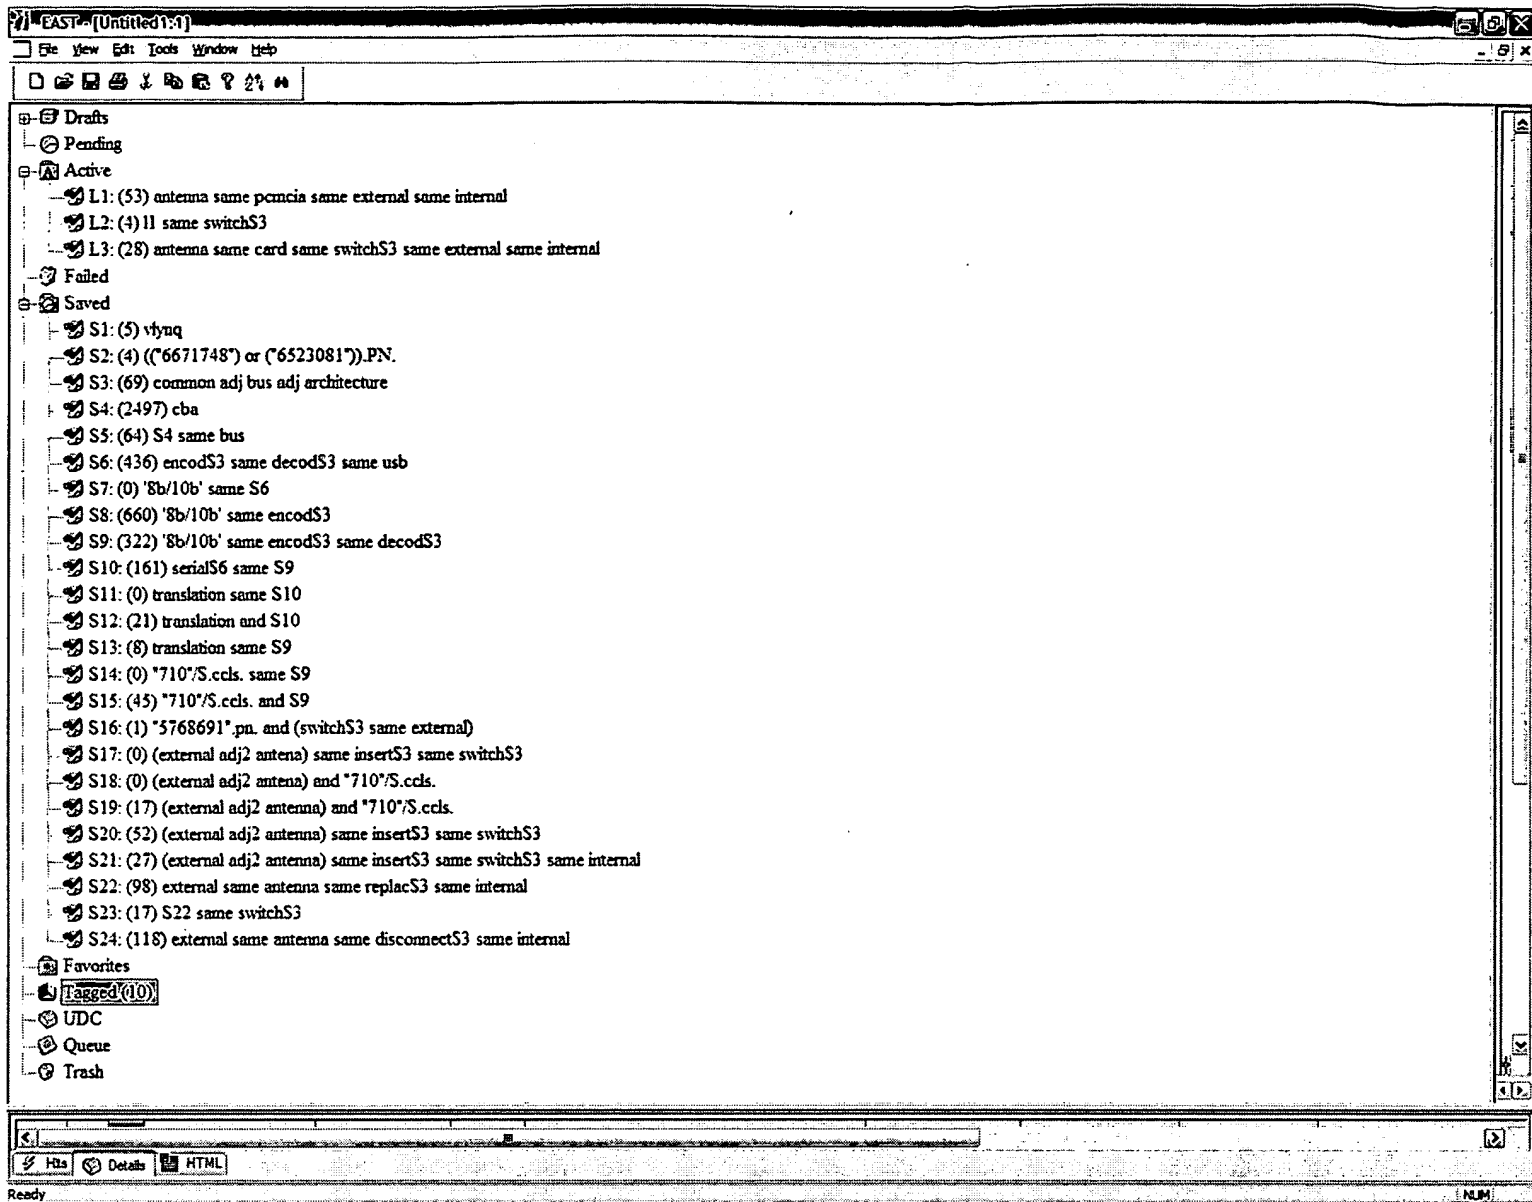 EAST - [Untitled1:1]
File View Edit Tools Window Help
Drafts
Pending
Active
L1: (53) antenna same pcmcia same external same internal
L2: (4) l1 same switch$3
L3: (28) antenna same card same switch$3 same external same internal
Failed
Saved
S1: (5) vlynq
S2: (4) (("6671748") or ("6523081")).PN.
S3: (69) common adj bus adj architecture
S4: (2497) cba
S5: (64) S4 same bus
S6: (436) encod$3 same decod$3 same usb
S7: (0) '8b/10b' same S6
S8: (660) '8b/10b' same encod$3
S9: (322) '8b/10b' same encod$3 same decod$3
S10: (161) serial$6 same S9
S11: (0) translation same S10
S12: (21) translation and S10
S13: (8) translation same S9
S14: (0) "710"/$.ccls. same S9
S15: (45) "710"/$.ccls. and S9
S16: (1) "5768691".pn. and (switch$3 same external)
S17: (0) (external adj2 antena) same insert$3 same switch$3
S18: (0) (external adj2 antena) and "710"/$.ccls.
S19: (17) (external adj2 antenna) and "710"/$.ccls.
S20: (52) (external adj2 antenna) same insert$3 same switch$3
S21: (27) (external adj2 antenna) same insert$3 same switch$3 same internal
S22: (98) external same antenna same replac$3 same internal
S23: (17) S22 same switch$3
S24: (118) external same antenna same disconnect$3 same internal
Favorites
Tagged (10)
UDC
Queue
Trash
Hits Details HTML
Ready NUM